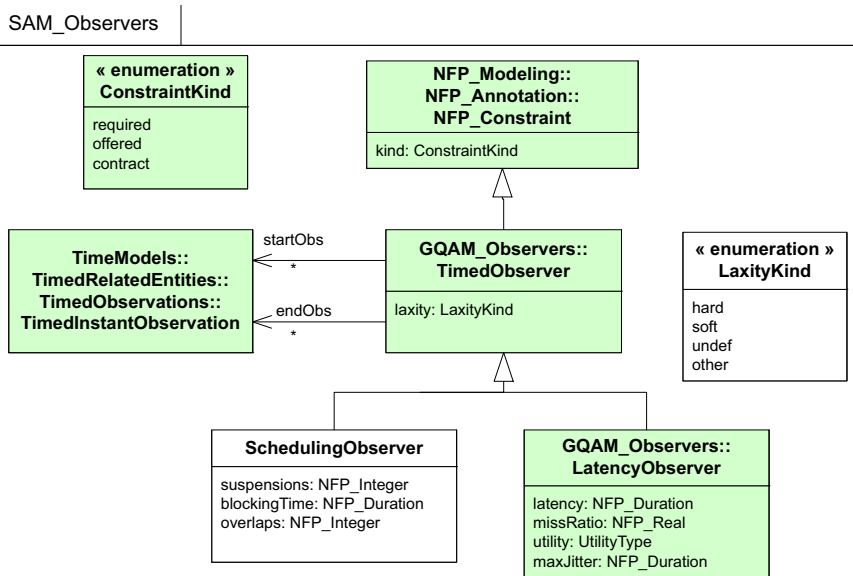 SAM_Observers
« enumeration »
ConstraintKind
required
offered
contract
NFP_Modeling::
NFP_Annotation::
NFP_Constraint
kind: ConstraintKind
TimeModels::
TimedRelatedEntities::
TimedObservations::
TimedInstantObservation
startObs
*
endObs
*
GQAM_Observers::
TimedObserver
laxity: LaxityKind
« enumeration »
LaxityKind
hard
soft
undef
other
SchedulingObserver
suspensions: NFP_Integer
blockingTime: NFP_Duration
overlaps: NFP_Integer
GQAM_Observers::
LatencyObserver
latency: NFP_Duration
missRatio: NFP_Real
utility: UtilityType
maxJitter: NFP_Duration